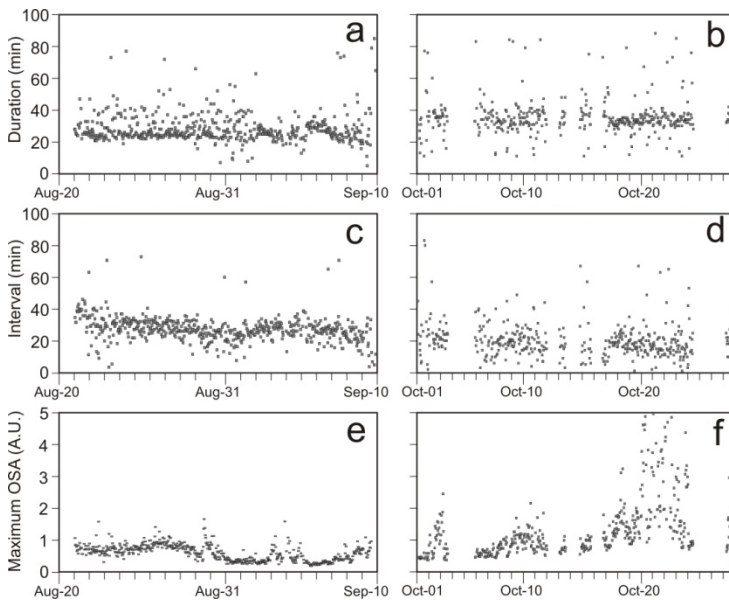 a
b
Duration (min)
100
80
60
40
20
0
Aug-20 Aug-31 Sep-10
Oct-01 Oct-10 Oct-20
c
d
Interval (min)
100
80
60
40
20
0
Aug-20 Aug-31 Sep-10
Oct-01 Oct-10 Oct-20
e
f
Maximum OSA (A.U.)
5
4
3
2
1
0
Aug-20 Aug-31 Sep-10
Oct-01 Oct-10 Oct-20